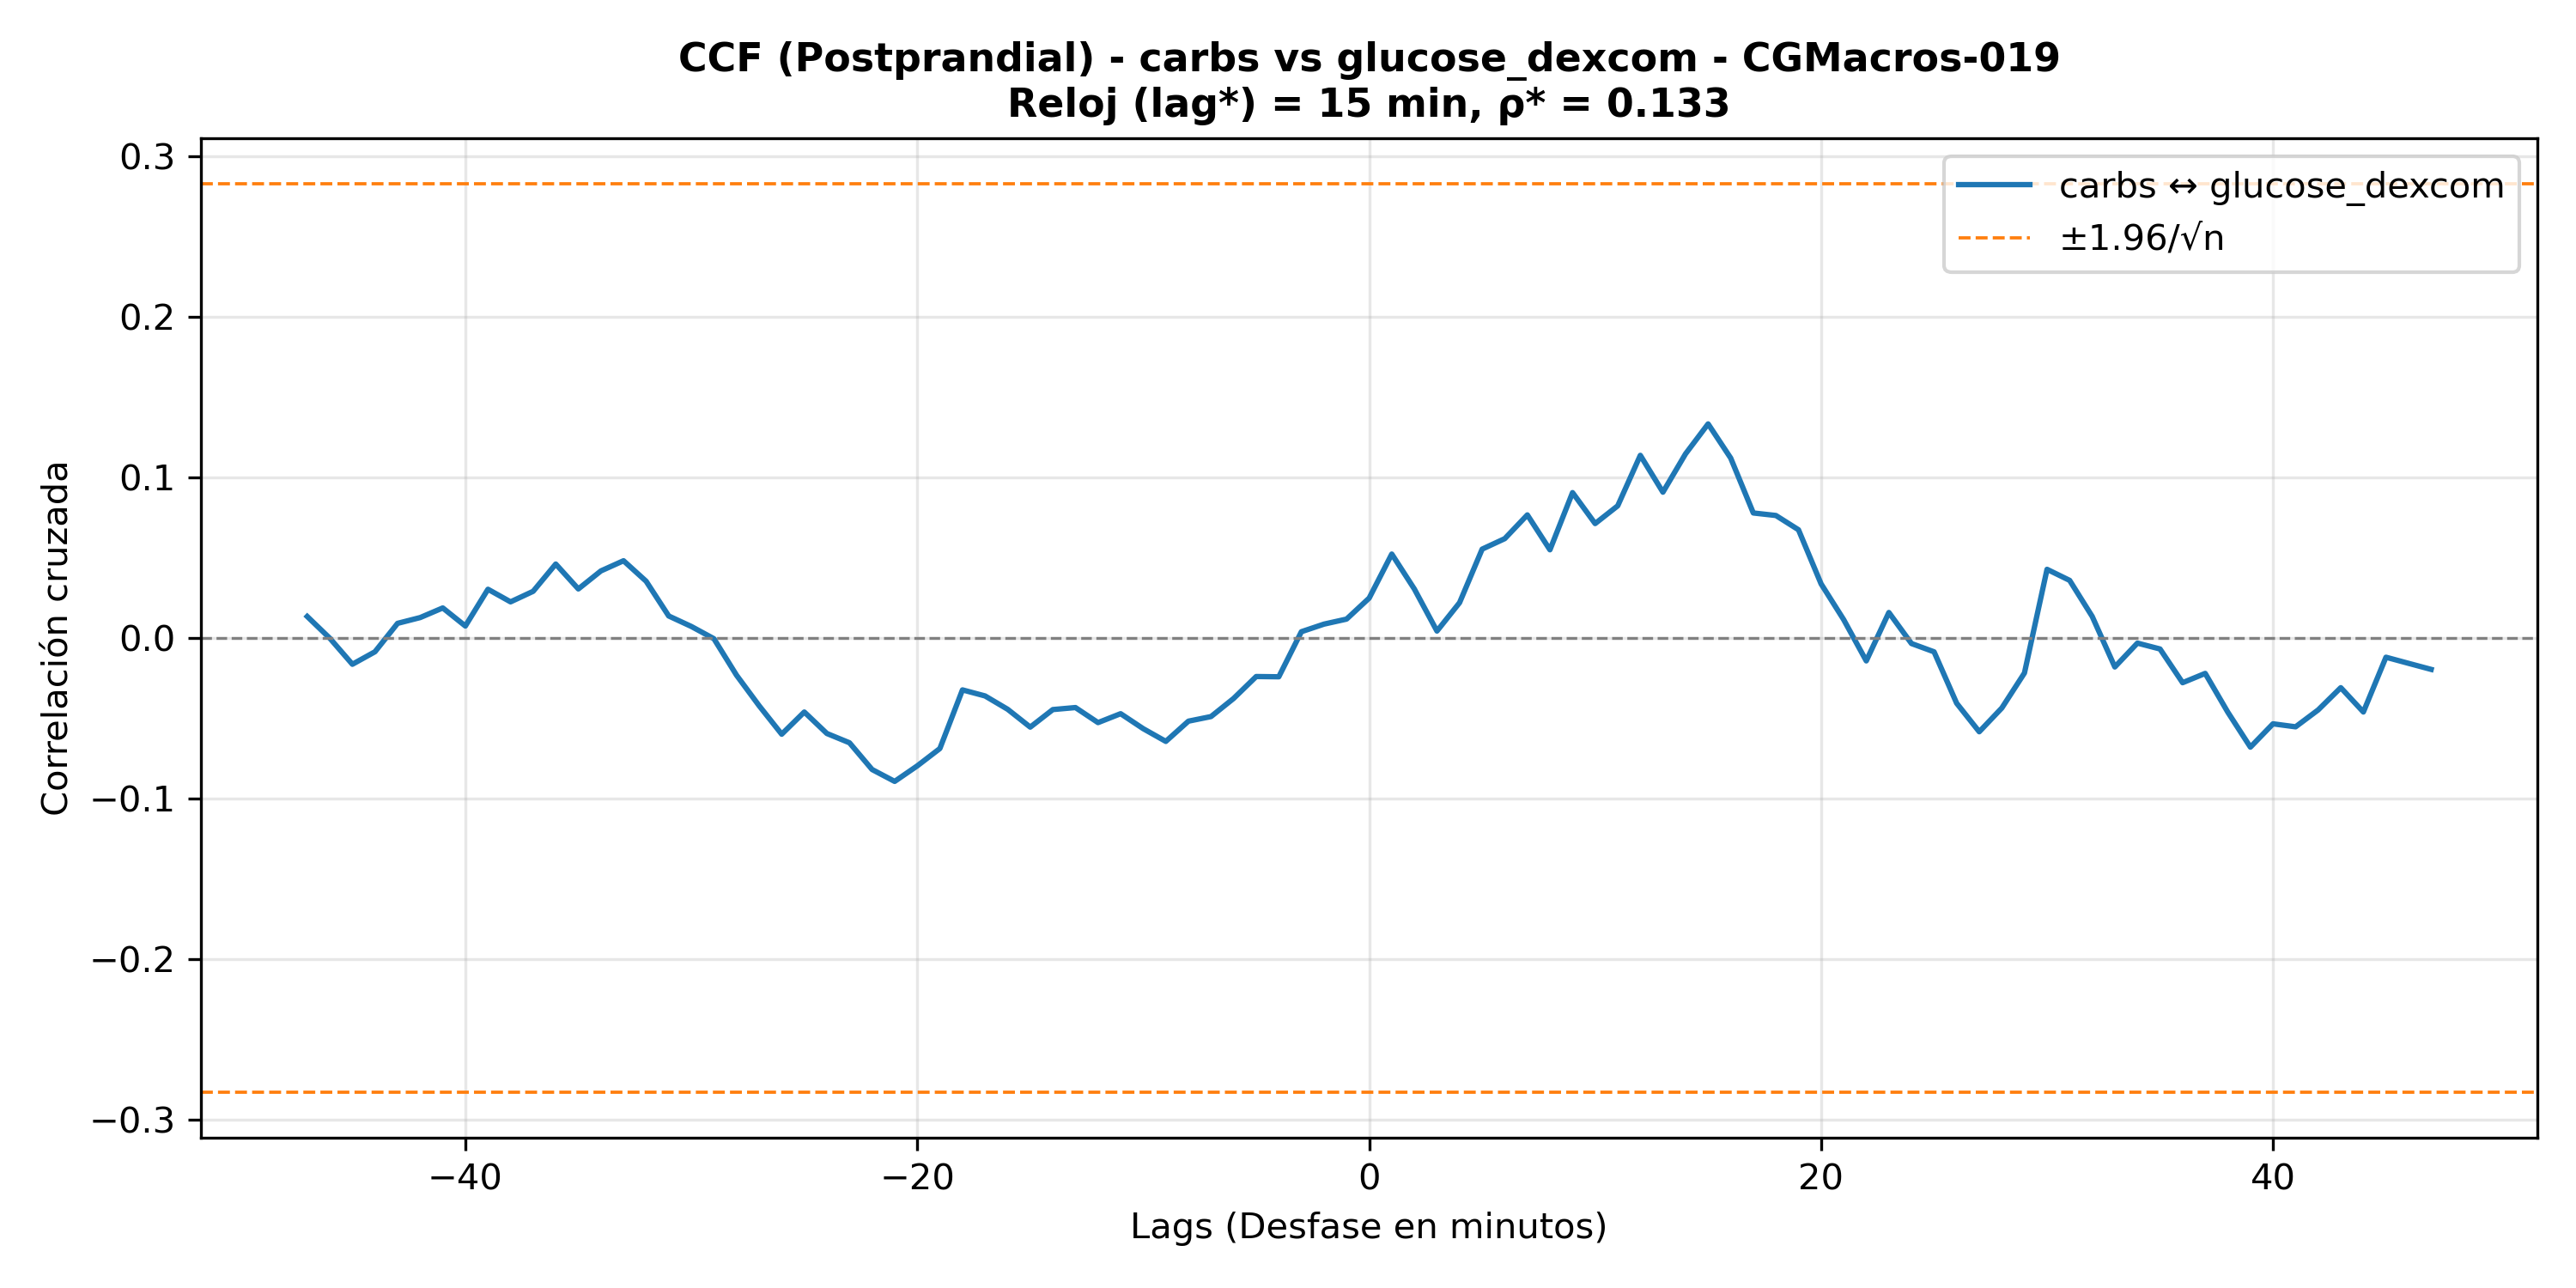 CCF (Postprandial) - carbs vs glucose_dexcom - CGMacros-019
Reloj (lag*) = 15 min, ρ* = 0.133
carbs ↔ glucose_dexcom
±1.96/√n
Correlación cruzada
0.3
0.2
0.1
0.0
−0.1
−0.2
−0.3
−40
−20
0
20
40
Lags (Desfase en minutos)